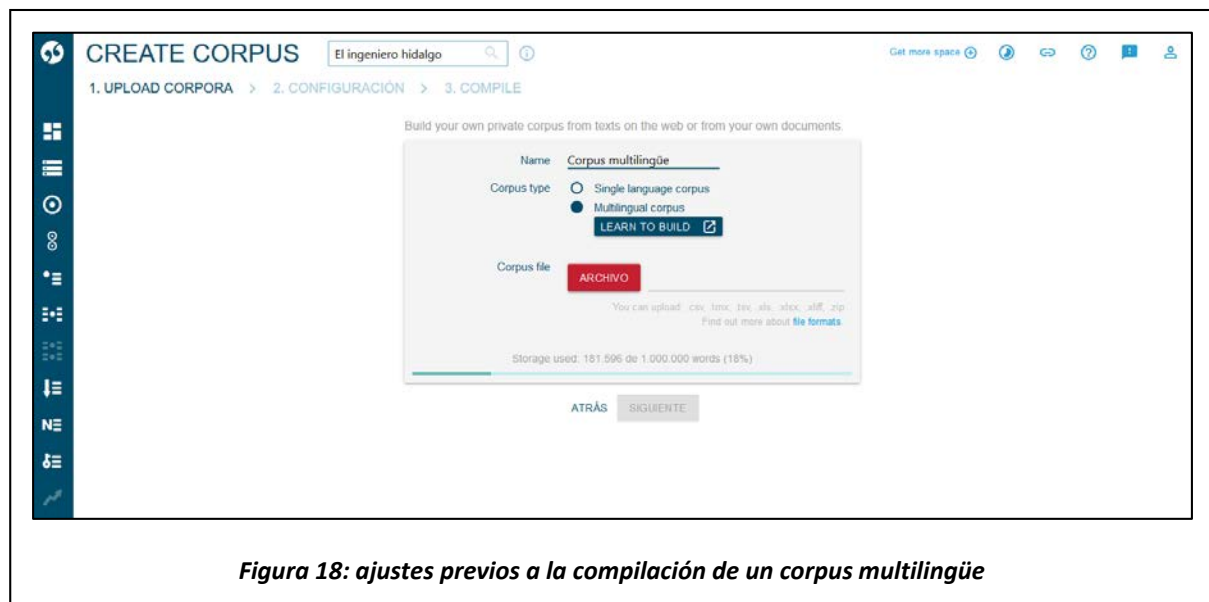 CREATE CORPUS El ingeniero hidalgo Get more space
1. UPLOAD CORPORA > 2. CONFIGURACIÓN > 3. COMPILE
Build your own private corpus from texts on the web or from your own documents.
Name Corpus multilingüe
Corpus type Single language corpus
Multilingual corpus
LEARN TO BUILD
Corpus file ARCHIVO
You can upload: .csv, .tmx, .tsv, .xls, .xlsx, .xliff, .zip
Find out more about file formats.
Storage used: 181.596 de 1.000.000 words (18%)
ATRÁS SIGUIENTE
Figura 18: ajustes previos a la compilación de un corpus multilingüe